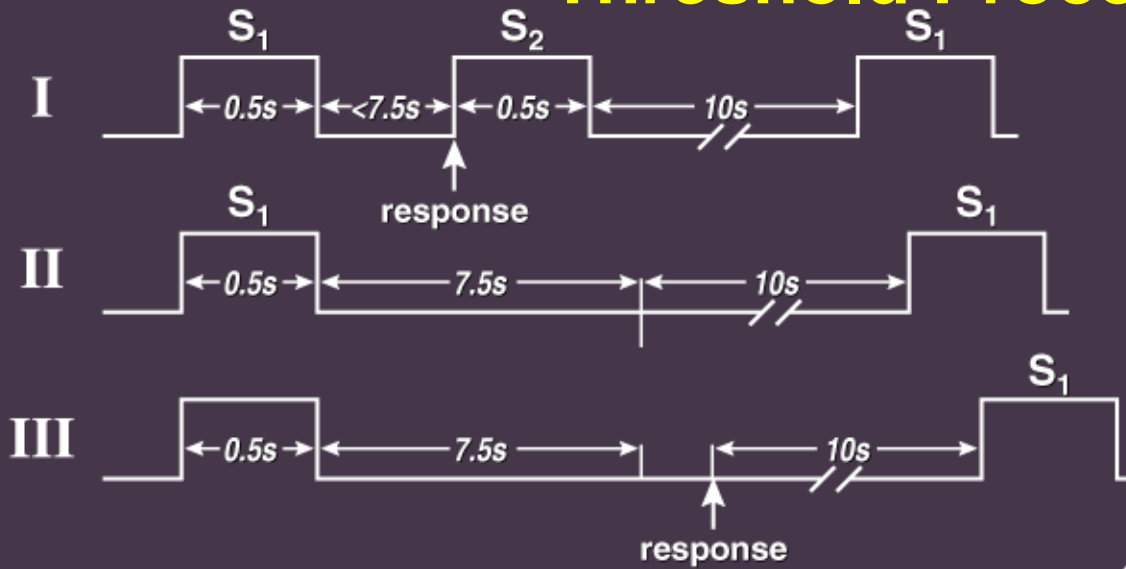 S₁ S₂ S₁
I 0.5s <7.5s 0.5s 10s
response
S₁ S₁
II 0.5s 7.5s 10s
S₁
III 0.5s 7.5s 10s
response